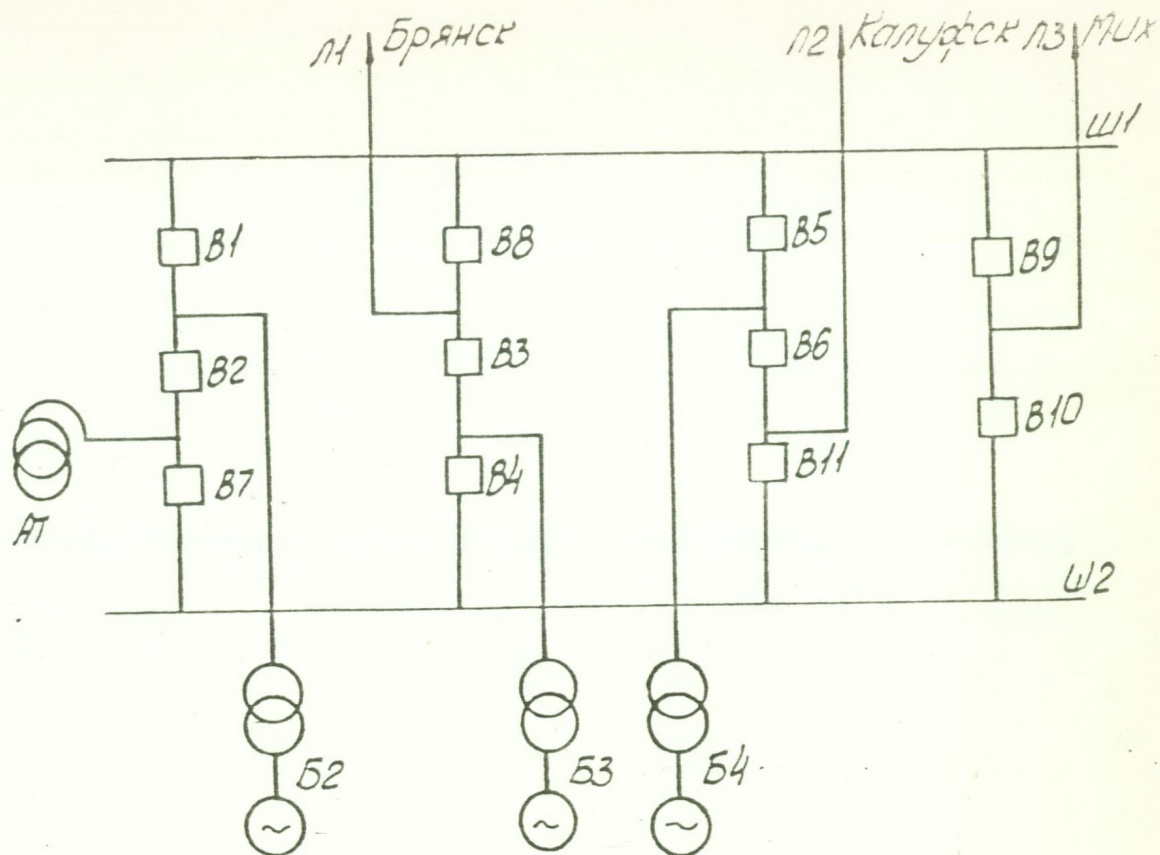 Л1 Брянск
Л2 Калужск Л3 Мих
Ш1
В1
В8
В5
В9
В2
В3
В6
В10
В7
В4
В11
АТ
Ш2
Б2
Б3
Б4